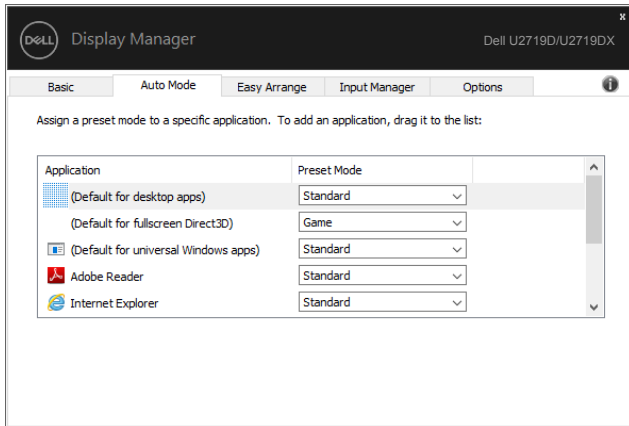 x
DELL Display Manager Dell U2719D/U2719DX
Basic Auto Mode Easy Arrange Input Manager Options i
Assign a preset mode to a specific application. To add an application, drag it to the list:
Application Preset Mode
(Default for desktop apps) Standard
(Default for fullscreen Direct3D) Game
(Default for universal Windows apps) Standard
Adobe Reader Standard
Internet Explorer Standard